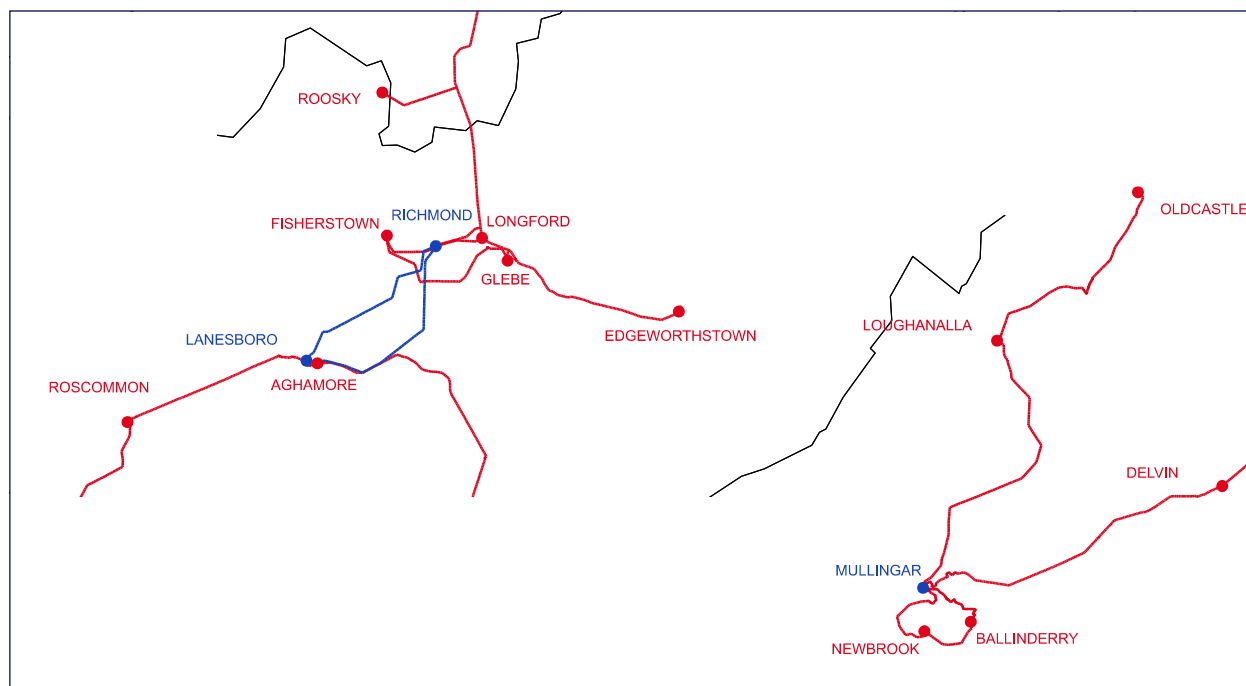 ROOSKY
OLDCASTLE
RICHMOND
LONGFORD
FISHERSTOWN
GLEBE
LOUGHANALLA
EDGEWORTHSTOWN
LANESBORO
AGHAMORE
ROSCOMMON
DELVIN
MULLINGAR
BALLINDERRY
NEWBROOK